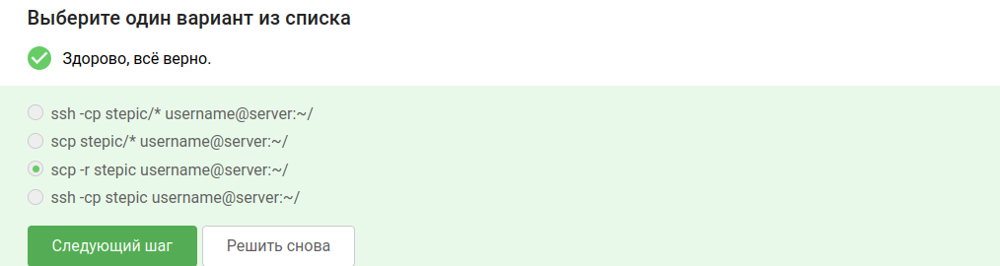 Выберите один вариант из списка
Здорово, всё верно.
ssh -cp stepic/* username@server:~/
scp stepic/* username@server:~/
scp -r stepic username@server:~/
ssh -cp stepic username@server:~/
Следующий шаг
Решить снова